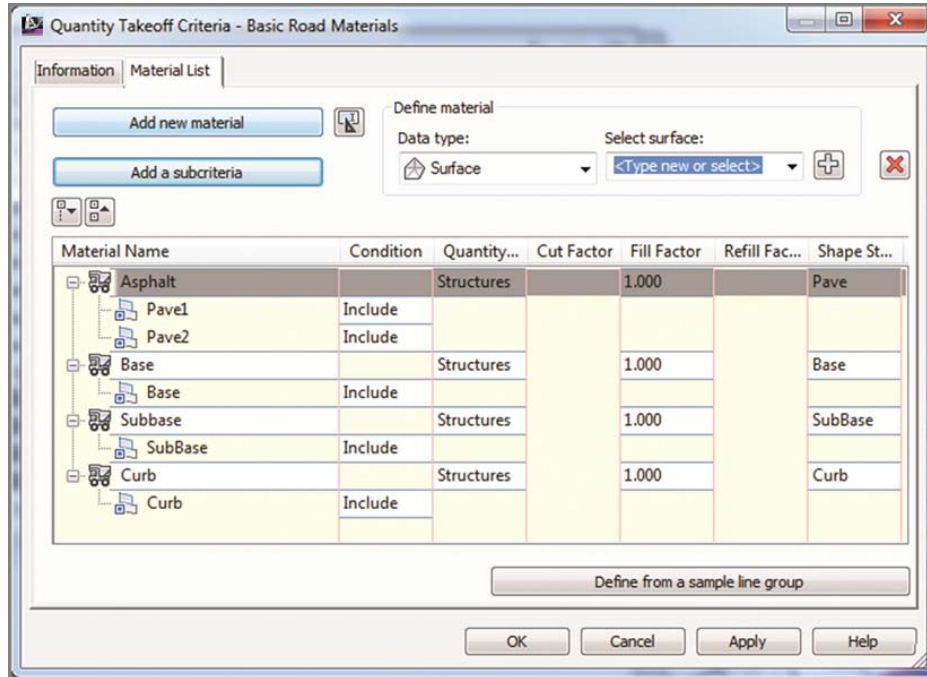 Quantity Takeoff Criteria - Basic Road Materials
Information Material List
Add new material
Define material
Data type: Select surface:
Surface <Type new or select>
Add a subcriteria
Material Name Condition Quantity... Cut Factor Fill Factor Refill Fac... Shape St...
Asphalt Structures 1.000 Pave
Pave1 Include
Pave2 Include
Base Structures 1.000 Base
Base Include
Subbase Structures 1.000 SubBase
SubBase Include
Curb Structures 1.000 Curb
Curb Include
Define from a sample line group
OK Cancel Apply Help